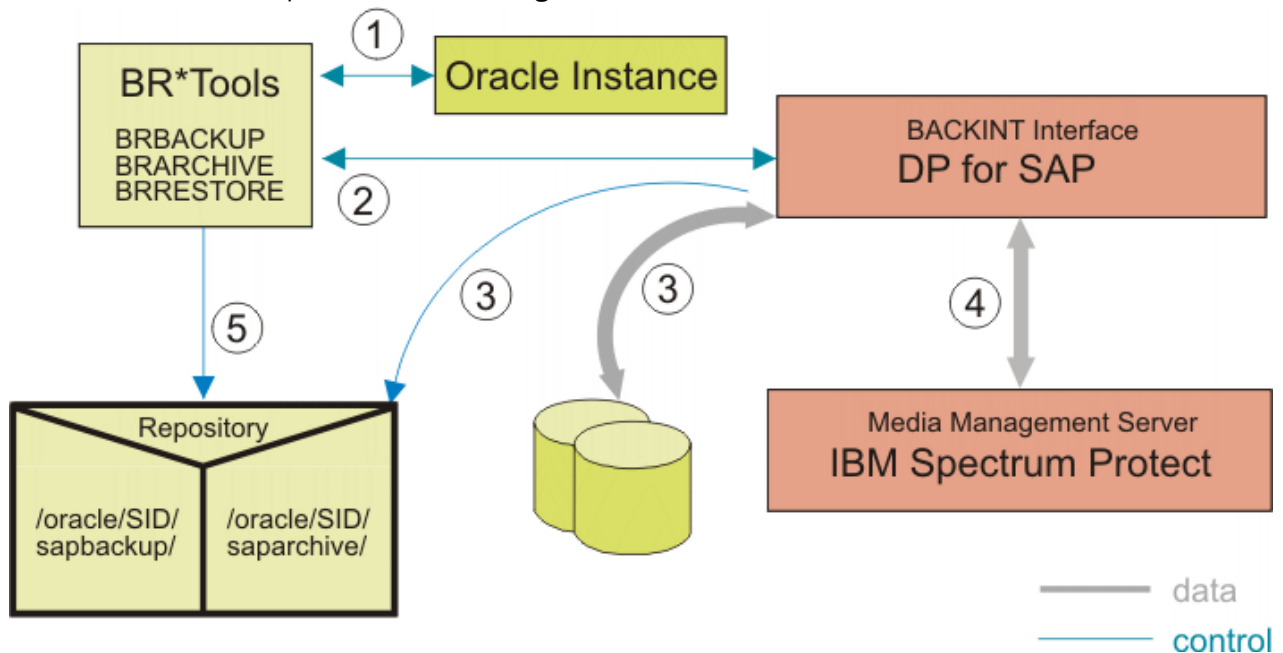 1
BR*Tools
BRBACKUP
BRARCHIVE
BRRESTORE
Oracle Instance
BACKINT Interface
DP for SAP
2
3
3
4
5
Repository
/oracle/SID/
sapbackup/
/oracle/SID/
saparchive/
Media Management Server
IBM Spectrum Protect
data
control